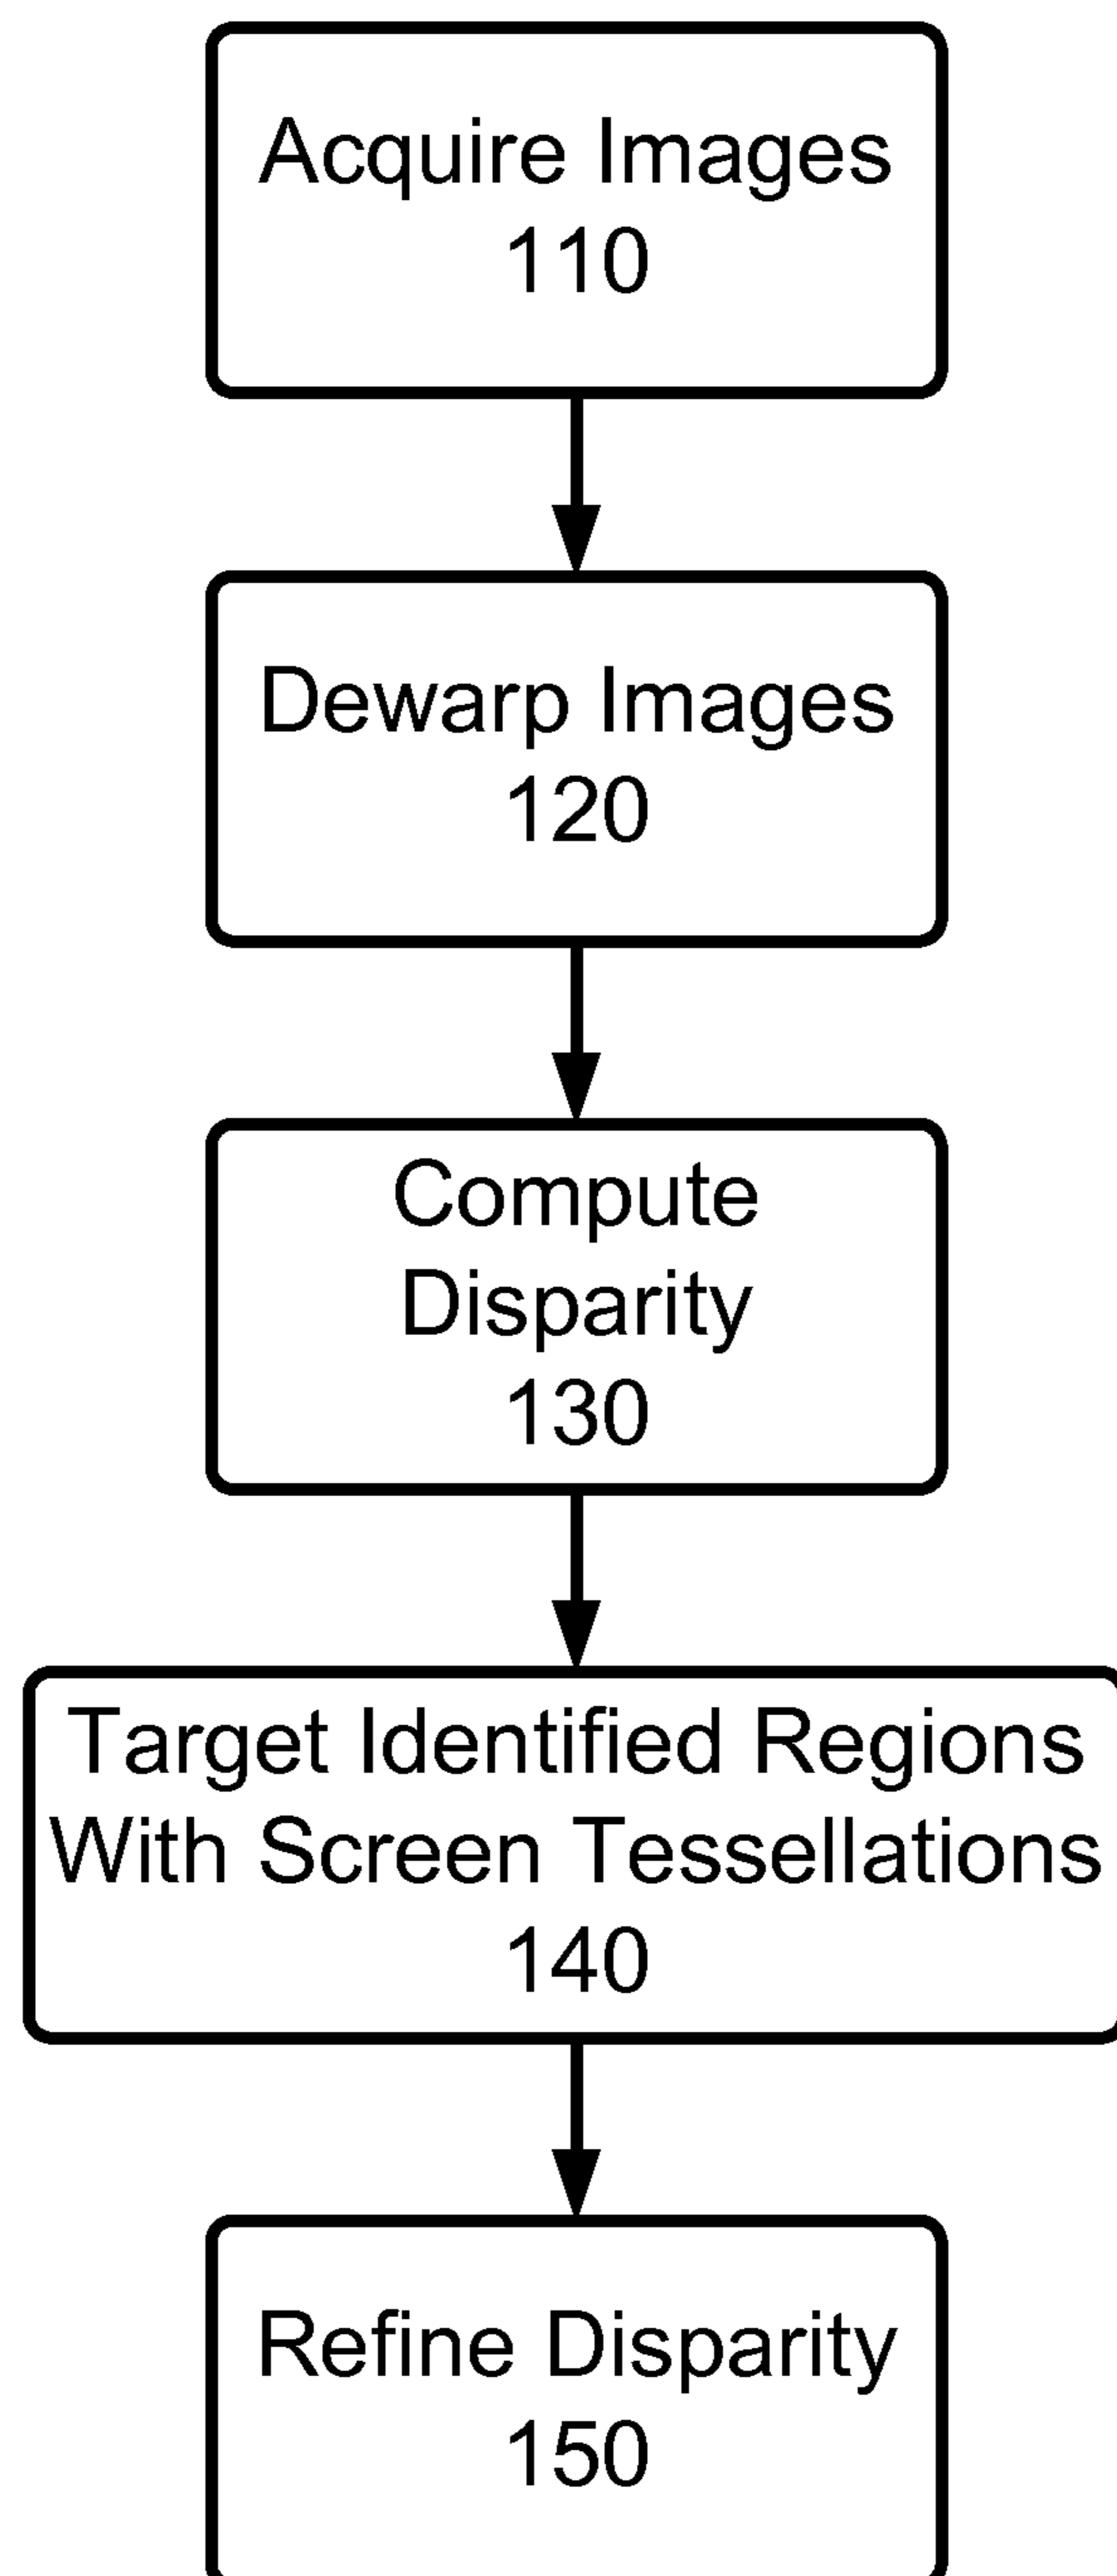 Acquire Images
110
Dewarp Images
120
Compute
Disparity
130
Target Identified Regions
With Screen Tessellations
140
Refine Disparity
150